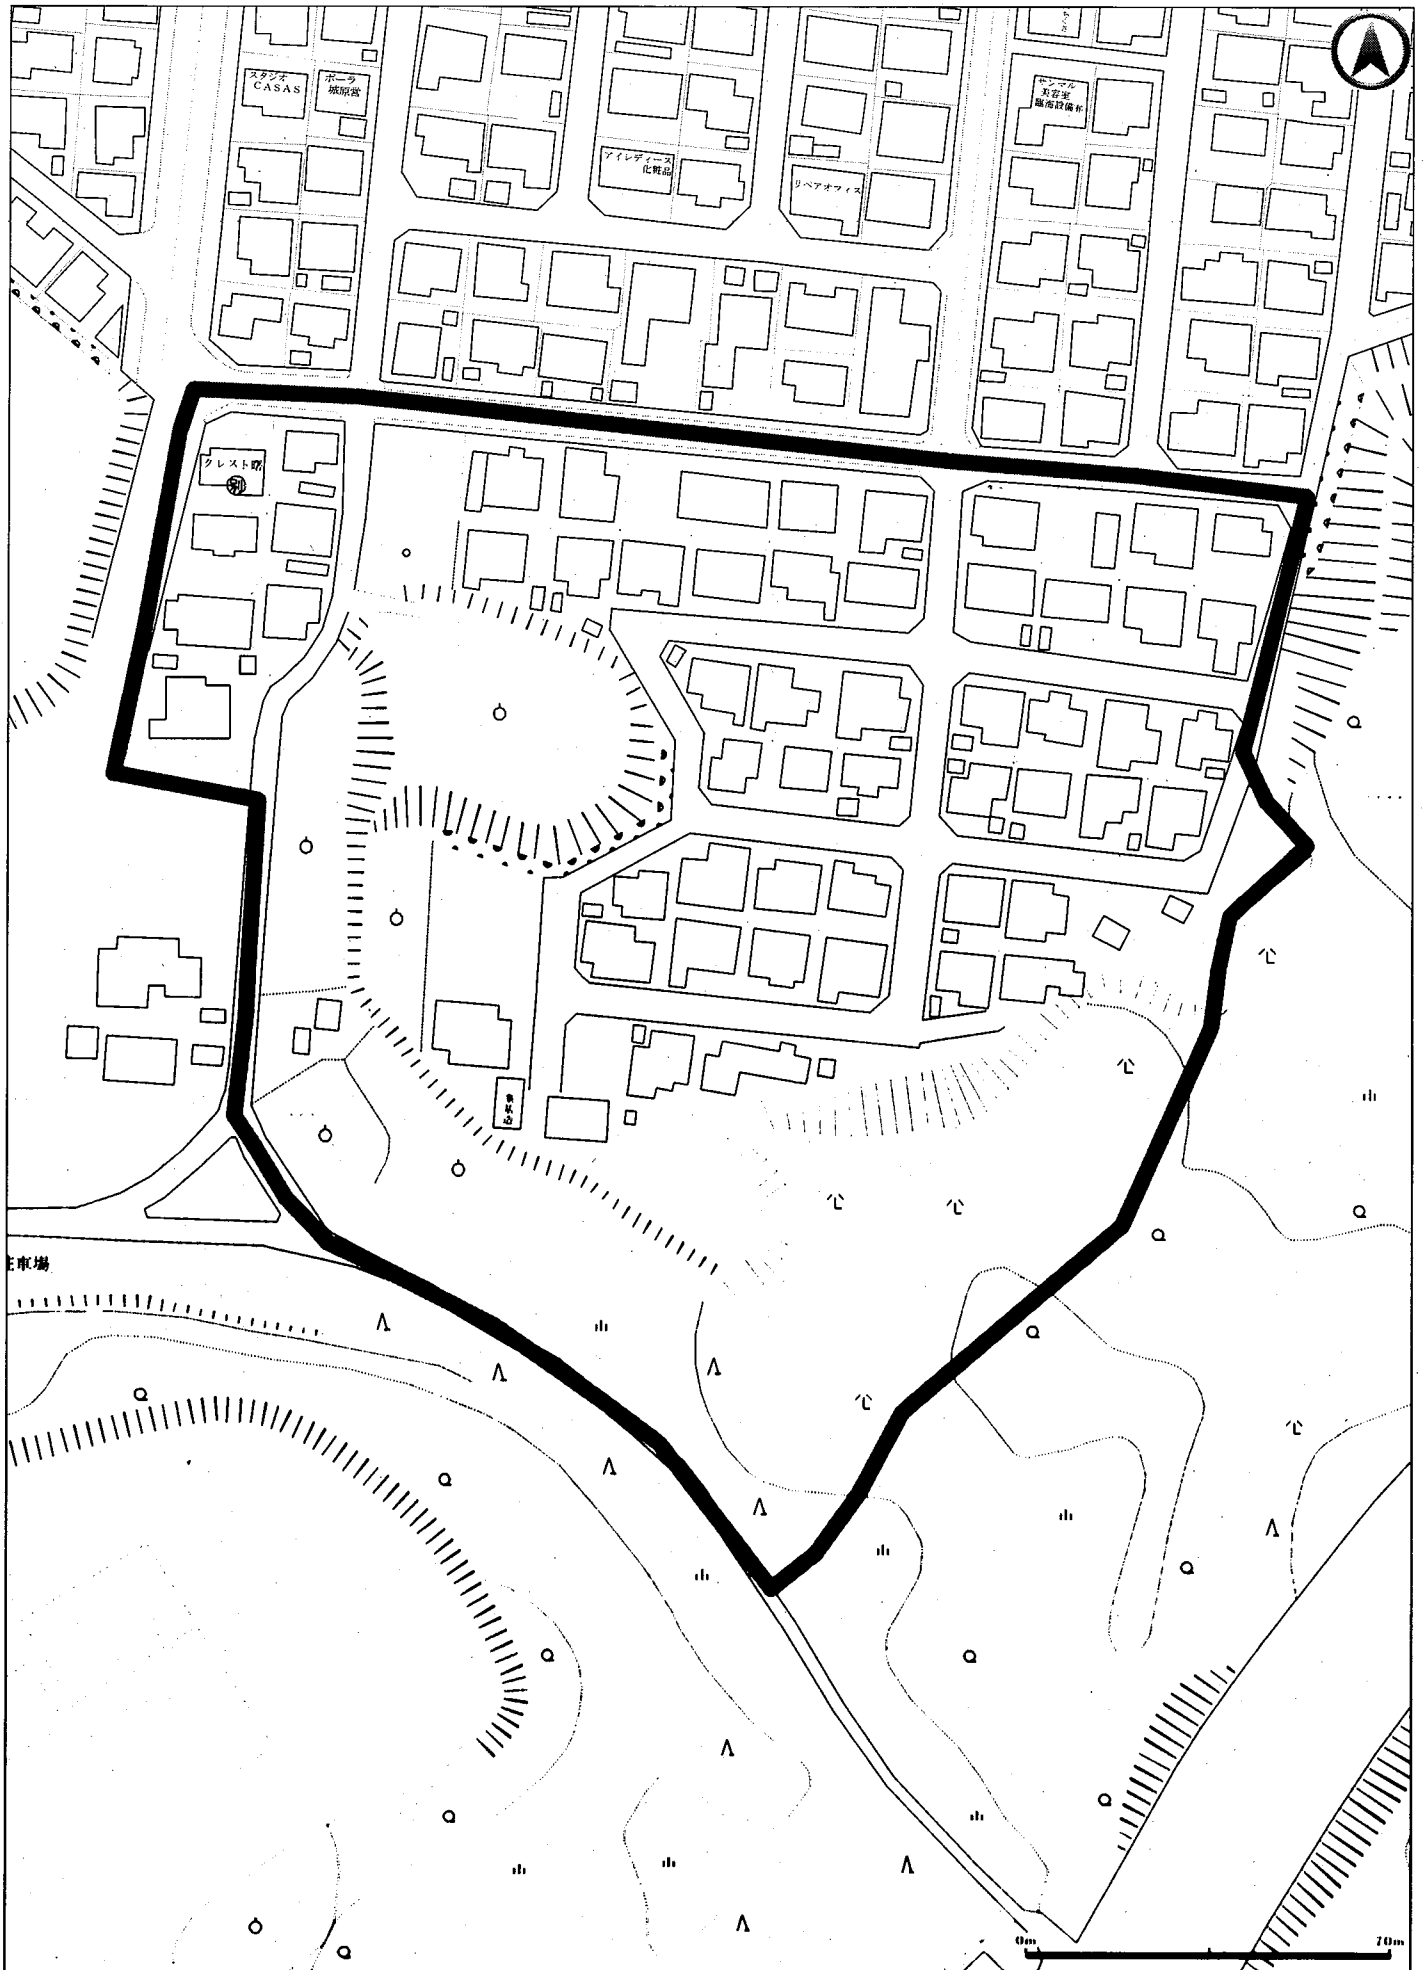 スタジオ
CASAS
ポーラ
城原営
サンマル
美容室
アイレディース
化粧品
リペアオフィス
クレスト曙
駐車場
0m
70m